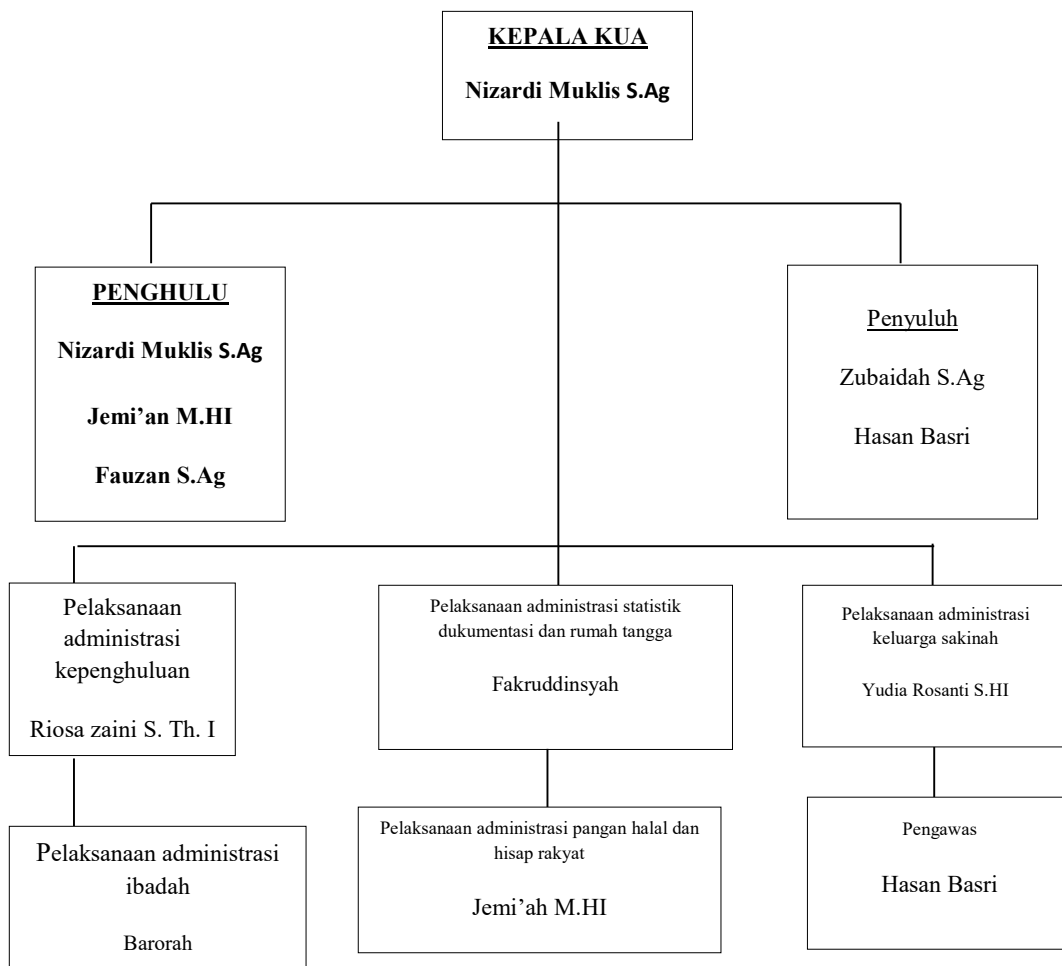 KEPALA KUA
Nizardi Muklis S.Ag
PENGHULU
Nizardi Muklis S.Ag
Jemi’an M.HI
Fauzan S.Ag
Penyuluh
Zubaidah S.Ag
Hasan Basri
Pelaksanaan
administrasi
kepenghuluan
Riosa zaini S. Th. I
Pelaksanaan administrasi statistik
dukumentasi dan rumah tangga
Fakruddinsyah
Pelaksanaan administrasi
keluarga sakinah
Yudia Rosanti S.HI
Pelaksanaan administrasi
ibadah
Barorah
Pelaksanaan administrasi pangan halal dan
hisap rakyat
Jemi’ah M.HI
Pengawas
Hasan Basri